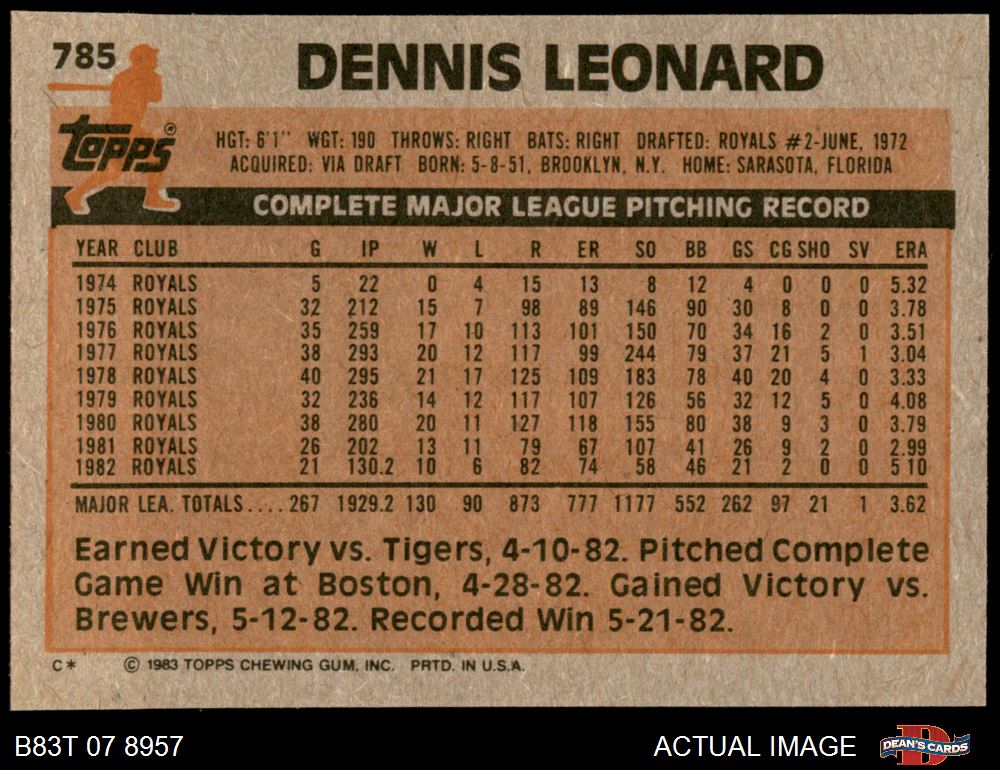 785
DENNIS LEONARD
Topps®
HGT: 6'1" WGT: 190 THROWS: RIGHT BATS: RIGHT DRAFTED: ROYALS #2-JUNE, 1972
ACQUIRED: VIA DRAFT BORN: 5-8-51, BROOKLYN, N.Y. HOME: SARASOTA, FLORIDA
COMPLETE MAJOR LEAGUE PITCHING RECORD
YEAR CLUB G IP W L R ER SO BB GS CG SHO SV ERA
1974 ROYALS 5 22 0 4 15 13 8 12 4 0 0 0 5.32
1975 ROYALS 32 212 15 7 98 89 146 90 30 8 0 0 3.78
1976 ROYALS 35 259 17 10 113 101 150 70 34 16 2 0 3.51
1977 ROYALS 38 293 20 12 117 99 244 79 37 21 5 1 3.04
1978 ROYALS 40 295 21 17 125 109 183 78 40 20 4 0 3.33
1979 ROYALS 32 236 14 12 117 107 126 56 32 12 5 0 4.08
1980 ROYALS 38 280 20 11 127 118 155 80 38 9 3 0 3.79
1981 ROYALS 26 202 13 11 79 67 107 41 26 9 2 0 2.99
1982 ROYALS 21 130.2 10 6 82 74 58 46 21 2 0 0 5 10
MAJOR LEA. TOTALS.... 267 1929.2 130 90 873 777 1177 552 262 97 21 1 3.62
Earned Victory vs. Tigers, 4-10-82. Pitched Complete
Game Win at Boston, 4-28-82. Gained Victory vs.
Brewers, 5-12-82. Recorded Win 5-21-82.
C* © 1983 TOPPS CHEWING GUM, INC. PRTD. IN U.S.A.
B83T 07 8957
ACTUAL IMAGE
D
DEAN'S CARDS